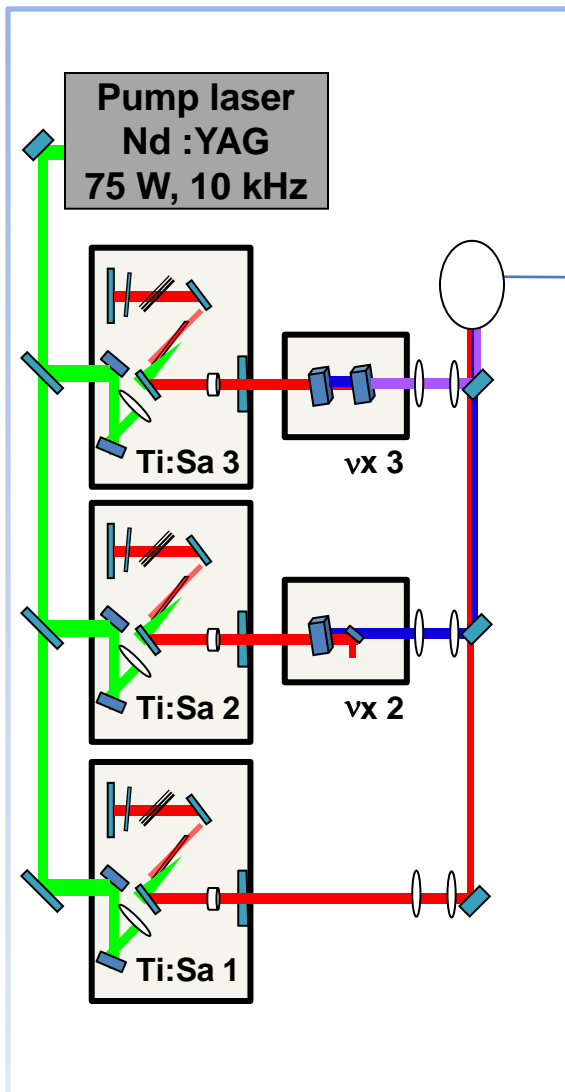 Pump laser
Nd :YAG
75 W, 10 kHz
Ti:Sa 3
νx 3
Ti:Sa 2
νx 2
Ti:Sa 1